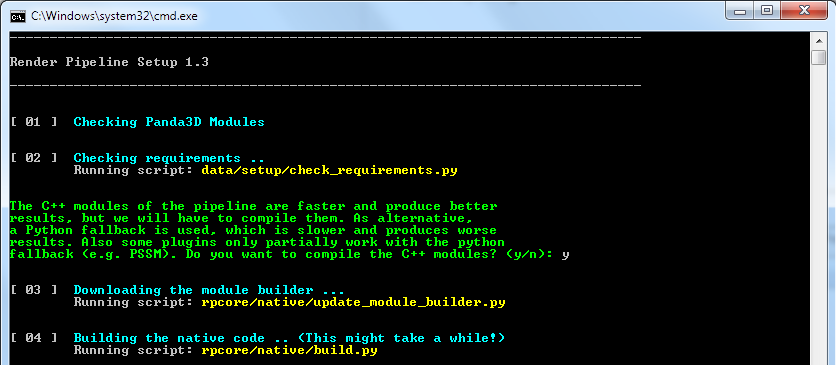 C:\Windows\system32\cmd.exe
Render Pipeline Setup 1.3
[ 01 ] Checking Panda3D Modules
[ 02 ] Checking requirements ..
Running script: data/setup/check_requirements.py
The C++ modules of the pipeline are faster and produce better
results, but we will have to compile them. As alternative,
a Python fallback is used, which is slower and produces worse
results. Also some plugins only partially work with the python
fallback (e.g. PSSM). Do you want to compile the C++ modules? (y/n): y
[ 03 ] Downloading the module builder ...
Running script: rpcore/native/update_module_builder.py
[ 04 ] Building the native code .. (This might take a while!)
Running script: rpcore/native/build.py